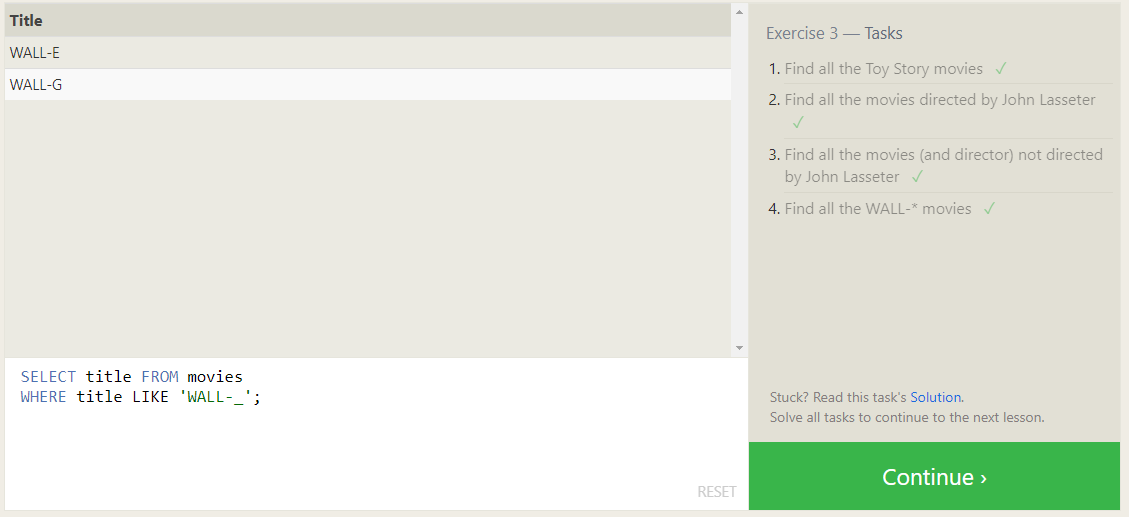 Title
WALL-E
WALL-G
SELECT title FROM movies
WHERE title LIKE 'WALL-_';
RESET
Exercise 3 — Tasks
1. Find all the Toy Story movies ✓
2. Find all the movies directed by John Lasseter
✓
3. Find all the movies (and director) not directed
by John Lasseter ✓
4. Find all the WALL-* movies ✓
Stuck? Read this task's Solution.
Solve all tasks to continue to the next lesson.
Continue ›